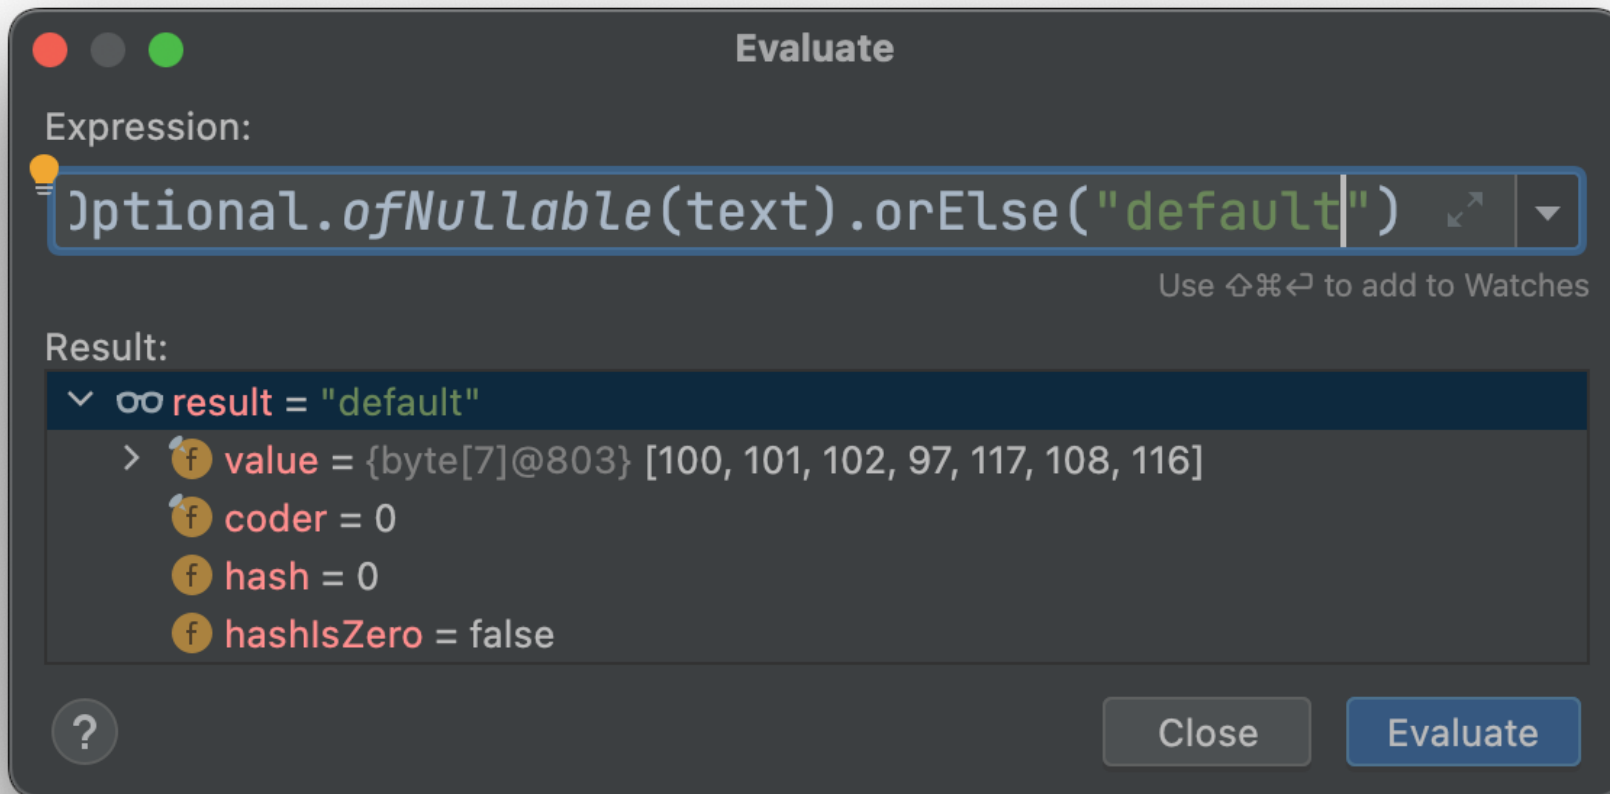 Evaluate
Expression:
Optional.ofNullable(text).orElse("default")
Use ⇧⌘↩ to add to Watches
Result:
result = "default"
f value = {byte[7]@803} [100, 101, 102, 97, 117, 108, 116]
f coder = 0
f hash = 0
f hashIsZero = false
? Close Evaluate